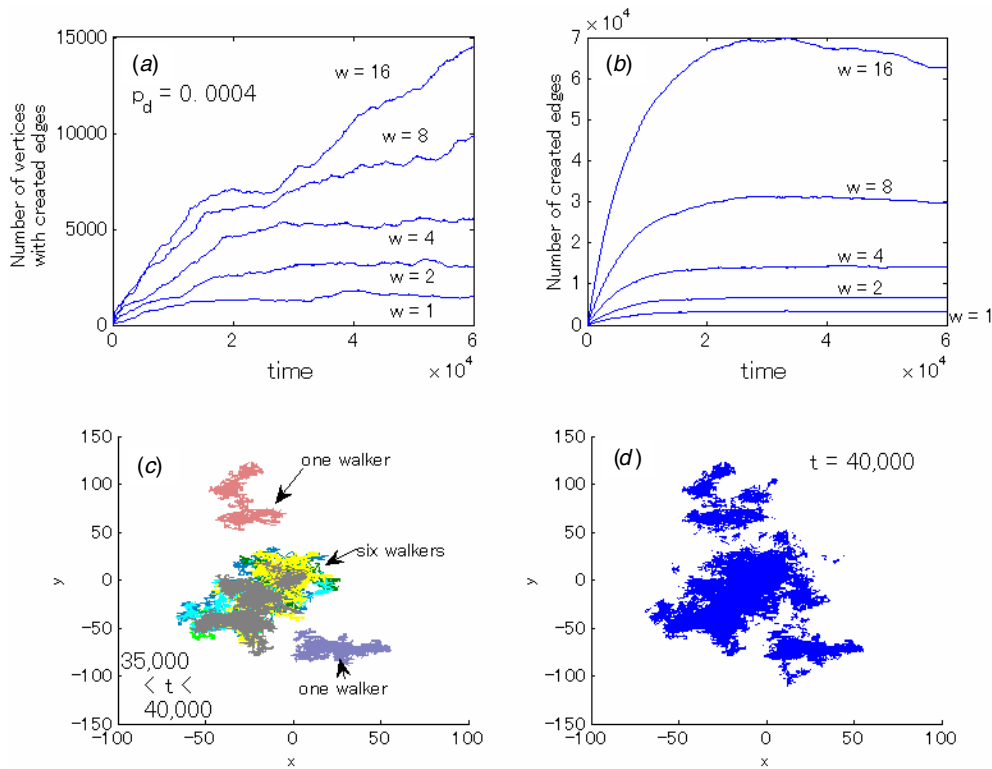 (a)
p_d = 0.0004
w = 16
w = 8
w = 4
w = 2
w = 1
Number of vertices
with created edges
15000
10000
5000
0
0 2 4 6
time
× 10^4
(b)
× 10^4
w = 16
w = 8
w = 4
w = 2
w = 1
Number of created edges
7
6
5
4
3
2
1
0
0 2 4 6
time
× 10^4
(c)
one walker
six walkers
one walker
35,000
< t <
40,000
y
150
100
50
0
−50
−100
−150
−100 −50 0 50 100
x
(d)
t = 40,000
y
150
100
50
0
−50
−100
−150
−100 −50 0 50 100
x